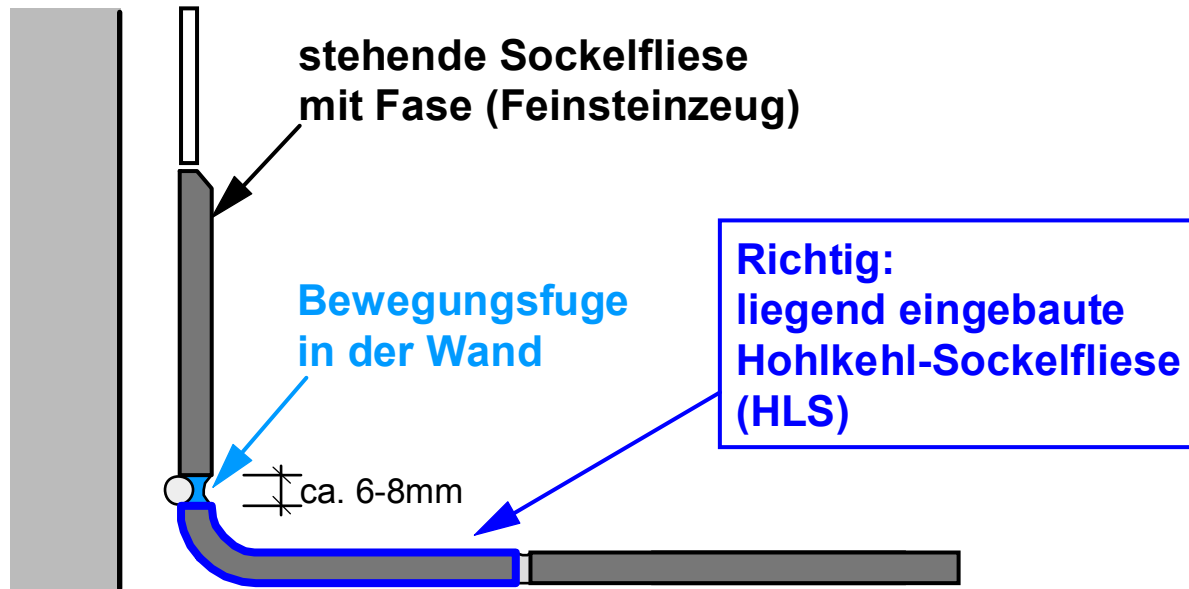 stehende Sockelfliese
mit Fase (Feinsteinzeug)
Bewegungsfuge
in der Wand
Richtig:
liegend eingebaute
Hohlkehl-Sockelfliese
(HLS)
ca. 6-8mm